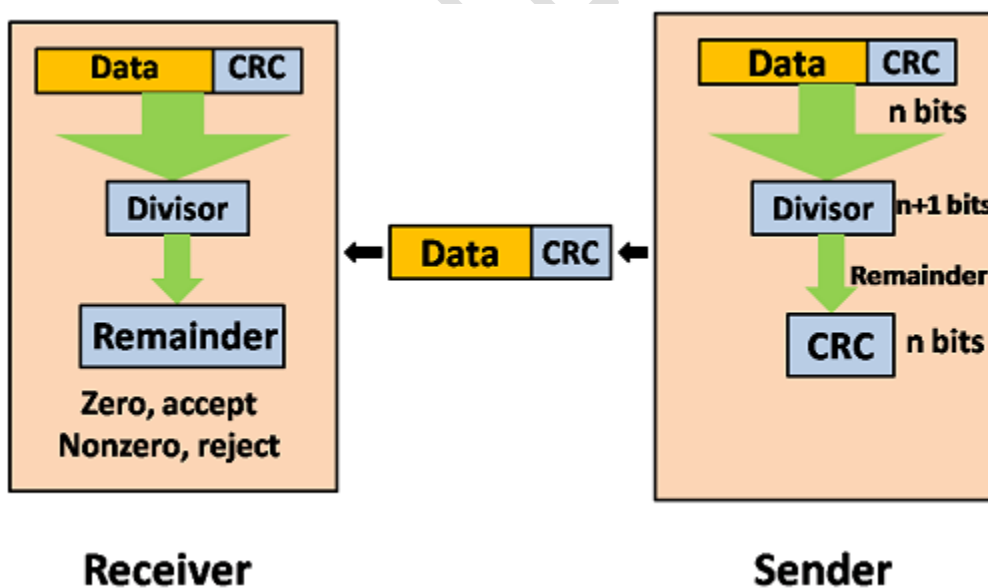 Data CRC
Divisor
Remainder
Zero, accept
Nonzero, reject
Receiver
Data CRC
Data CRC
n bits
Divisor n+1 bits
Remainder
CRC n bits
Sender